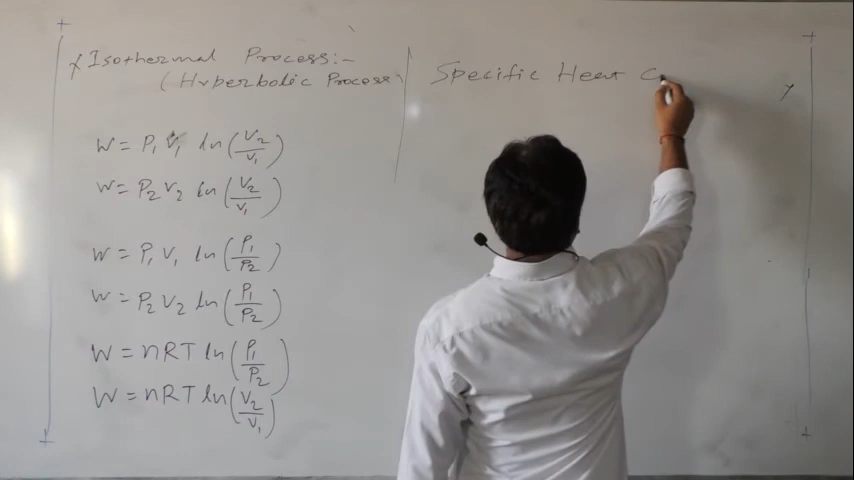 Isothermal Process:-
(Hyperbolic Process)
W = P₁ V₁ ln(V₂/V₁)
W = P₂ V₂ ln(V₂/V₁)
W = P₁ V₁ ln(P₁/P₂)
W = P₂ V₂ ln(P₁/P₂)
W = nRT ln(P₁/P₂)
W = nRT ln(V₂/V₁)
Specific Heat C